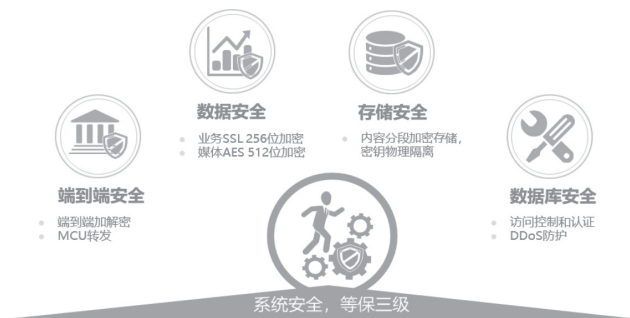 数据安全
业务SSL 256位加密
媒体AES 512位加密
存储安全
内容分段加密存储，
密钥物理隔离
端到端安全
端到端加解密
MCU转发
数据库安全
访问控制和认证
DDoS防护
系统安全，等保三级